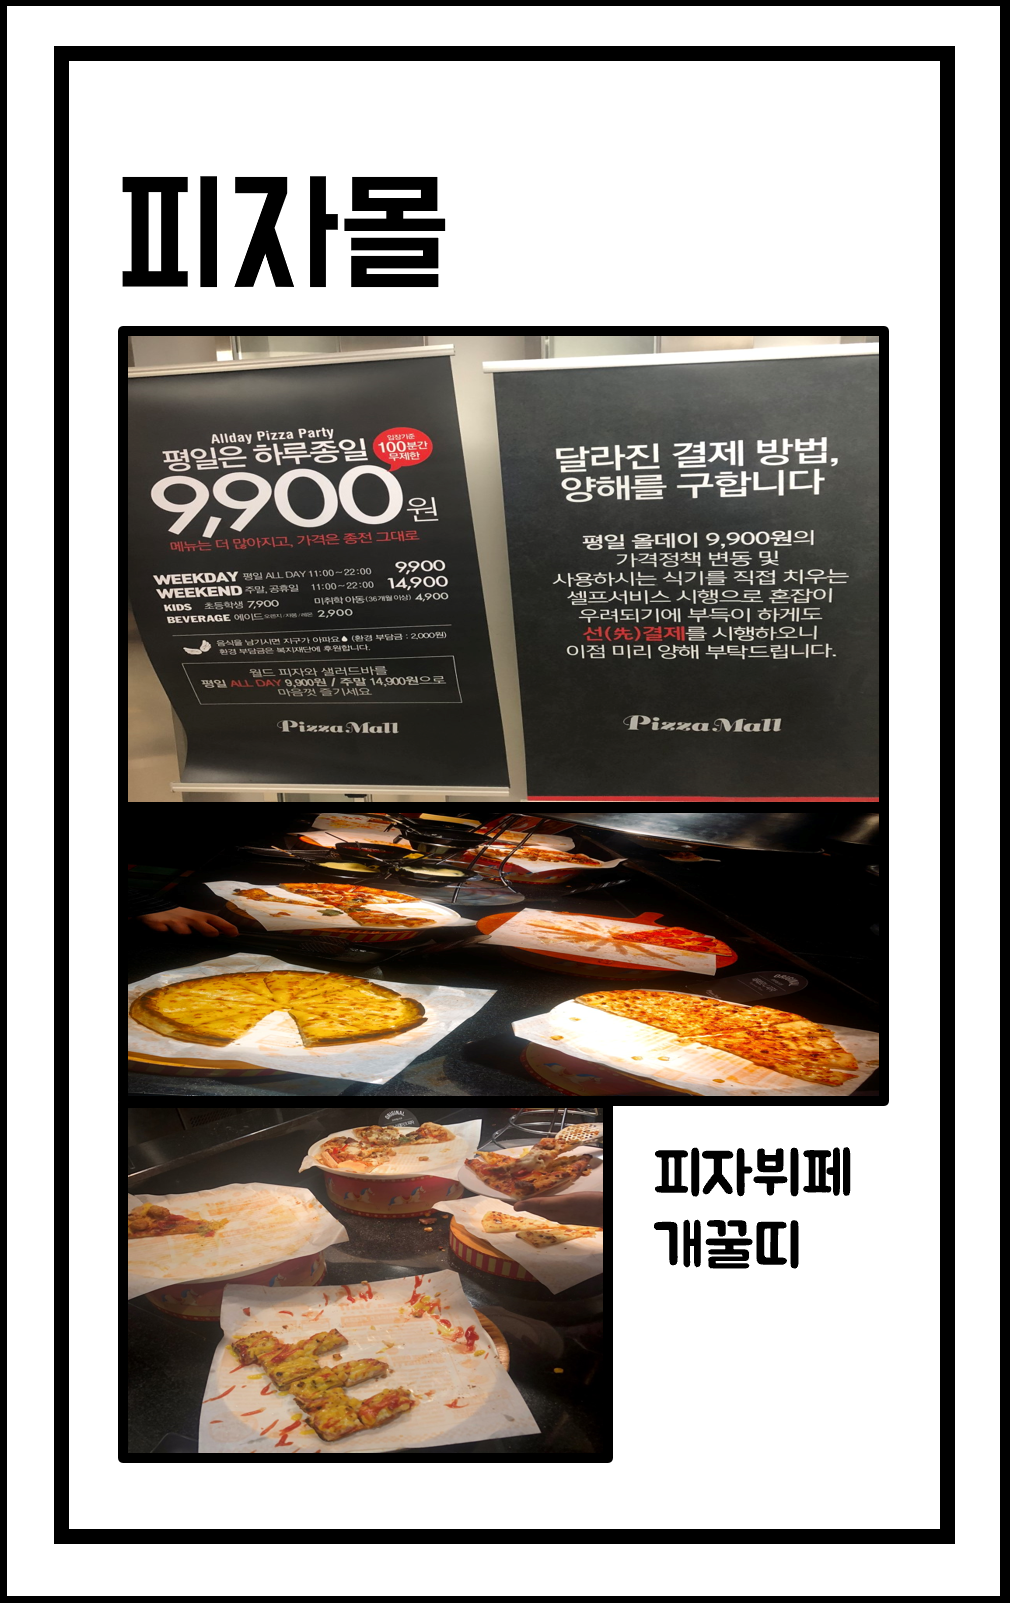 피자몰
Allday Pizza Party
평일은 하루종일
입장기준
100분간
무제한
9,900원
메뉴는 더 많아지고, 가격은 종전 그대로
WEEKDAY 평일 ALL DAY 11:00~22:00 9,900
WEEKEND 주말, 공휴일 11:00~22:00 14,900
KIDS 초등학생 7,900 미취학 아동(36개월 이상) 4,900
BEVERAGE 에이드 오렌지 / 자몽 / 레몬 2,900
음식을 남기시면 지구가 아파요 (환경 부담금 : 2,000원)
환경 부담금은 복지재단에 후원합니다.
월드 피자와 샐러드바를
평일 ALL DAY 9,900원 / 주말 14,900원으로
마음껏 즐기세요
Pizza Mall
달라진 결제 방법,
양해를 구합니다
평일 올데이 9,900원의
가격정책 변동 및
사용하시는 식기를 직접 치우는
셀프서비스 시행으로 혼잡이
우려되기에 부득이 하게도
선(先)결제를 시행하오니
이점 미리 양해 부탁드립니다.
Pizza Mall
ORIGINAL
피자뷔페
개꿀띠